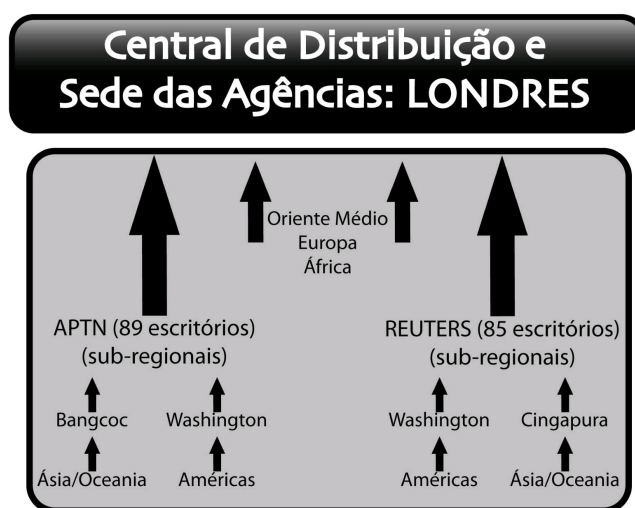 Central de Distribuição e
Sede das Agências: LONDRES
Oriente Médio
Europa
África
APTN (89 escritórios)
(sub-regionais)
REUTERS (85 escritórios)
(sub-regionais)
Bangcoc
Washington
Washington
Cingapura
Ásia/Oceania
Américas
Américas
Ásia/Oceania